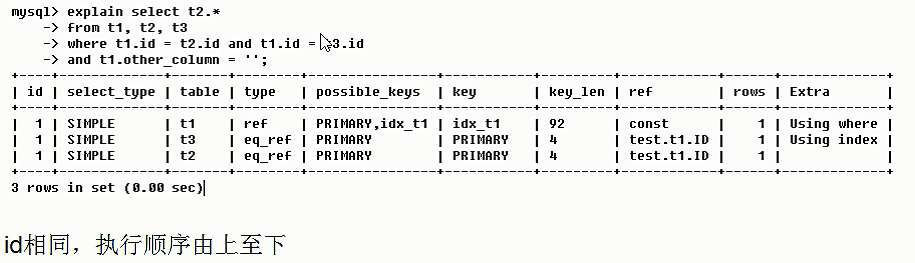 mysql> explain select t2.*
    -> from t1, t2, t3
    -> where t1.id = t2.id and t1.id = t3.id
    -> and t1.other_column = '';
+----+-------------+-------+--------+----------------+---------+---------+------------+------+-------------+
| id | select_type | table | type   | possible_keys  | key     | key_len | ref        | rows | Extra       |
+----+-------------+-------+--------+----------------+---------+---------+------------+------+-------------+
| 1 | SIMPLE      | t1    | ref    | PRIMARY,idx_t1 | idx_t1  | 92      | const      |    1 | Using where |
| 1 | SIMPLE      | t3    | eq_ref | PRIMARY        | PRIMARY | 4       | test.t1.ID |    1 | Using index |
| 1 | SIMPLE      | t2    | eq_ref | PRIMARY        | PRIMARY | 4       | test.t1.ID |    1 |             |
+----+-------------+-------+--------+----------------+---------+---------+------------+------+-------------+
3 rows in set (0.00 sec)
id相同，执行顺序由上至下